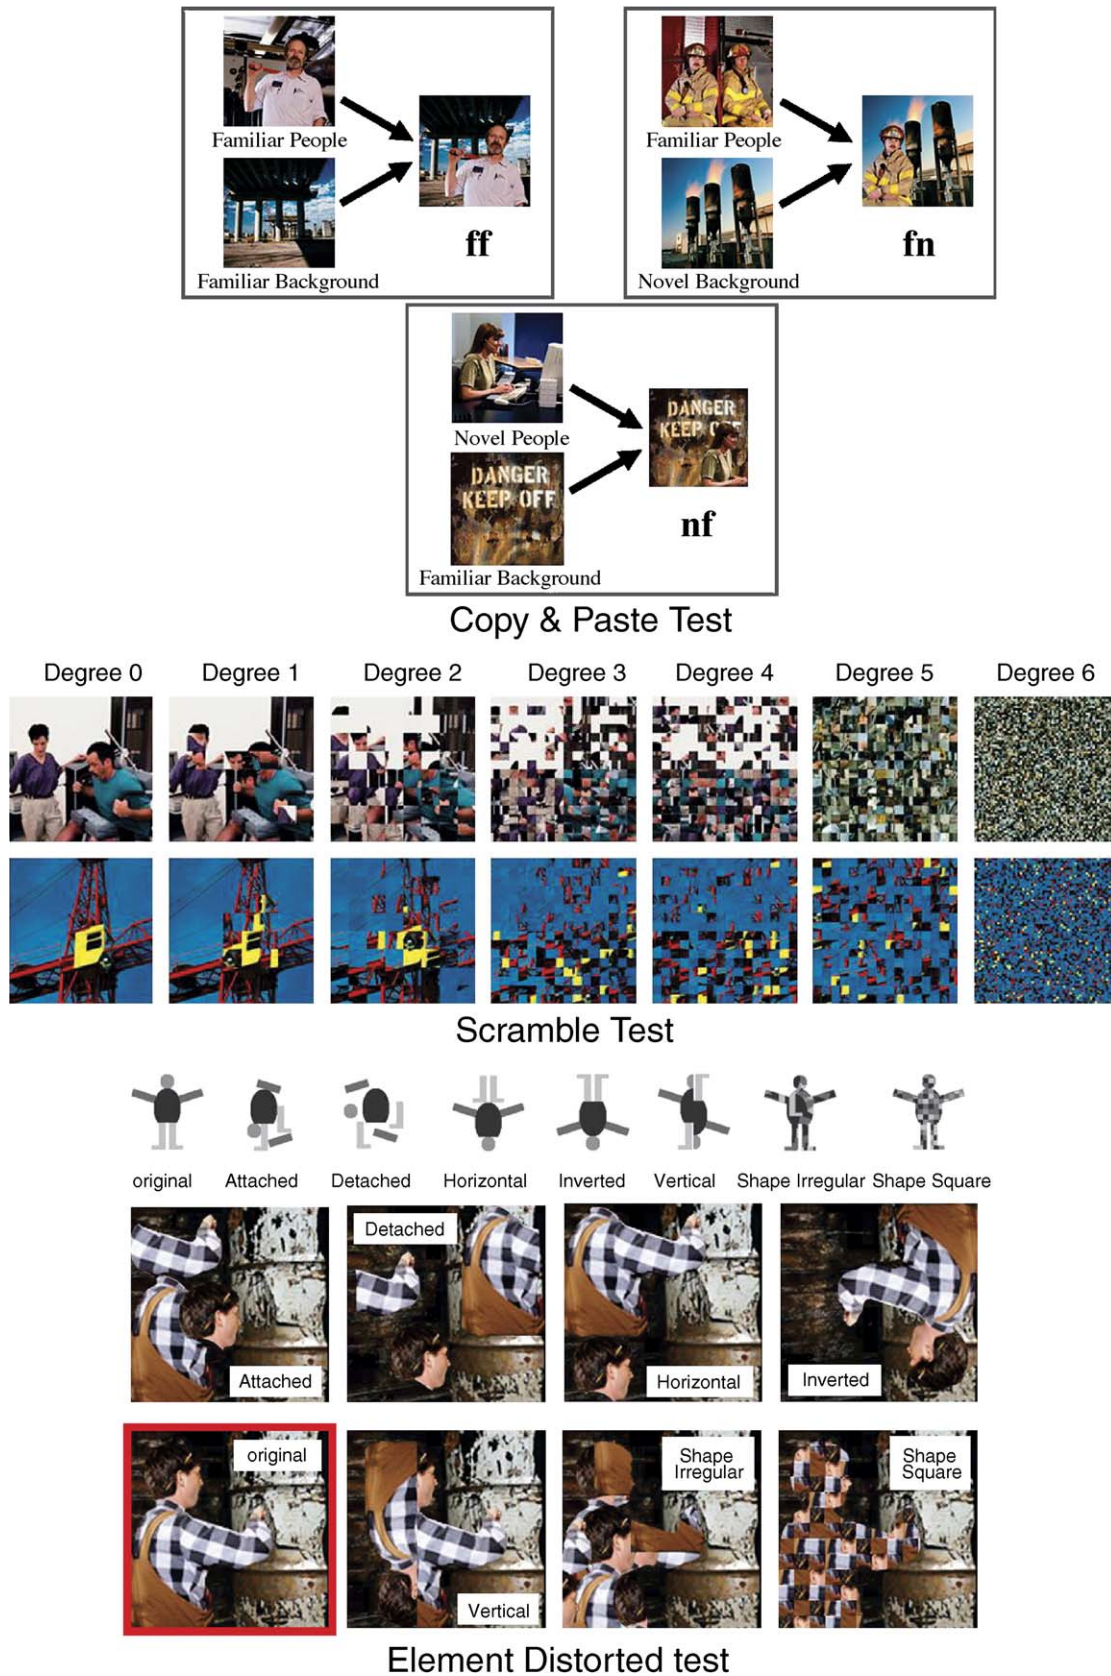 Familiar People
Familiar Background
ff
Familiar People
Novel Background
fn
Novel People
DANGER
KEEP OFF
Familiar Background
DANGER
KEEP OFF
nf
Copy & Paste Test
Degree 0 Degree 1 Degree 2 Degree 3 Degree 4 Degree 5 Degree 6
Scramble Test
original Attached Detached Horizontal Inverted Vertical Shape Irregular Shape Square
Attached
Detached
Horizontal
Inverted
original
Vertical
Shape
Irregular
Shape
Square
Element Distorted test